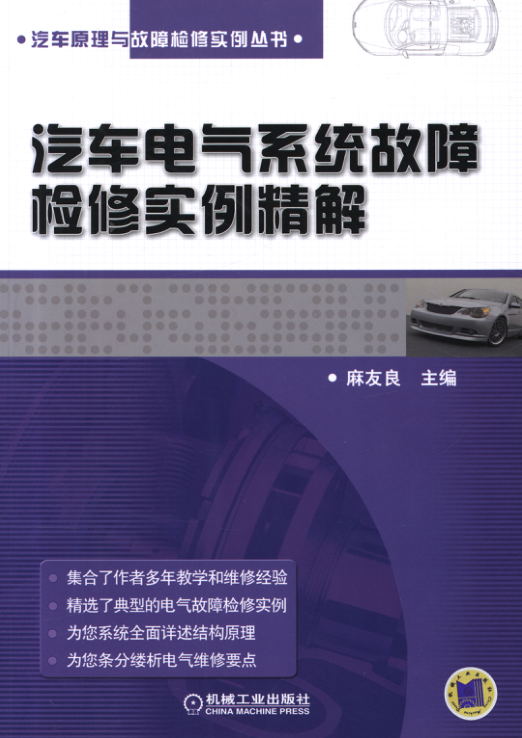 • 汽车原理与故障检修实例丛书 •
汽车电气系统故障
检修实例精解
• 麻友良 主编
• 集合了作者多年教学和维修经验
• 精选了典型的电气故障检修实例
• 为您系统全面详述结构原理
• 为您条分缕析电气维修要点
机械工业出版社
CHINA MACHINE PRESS